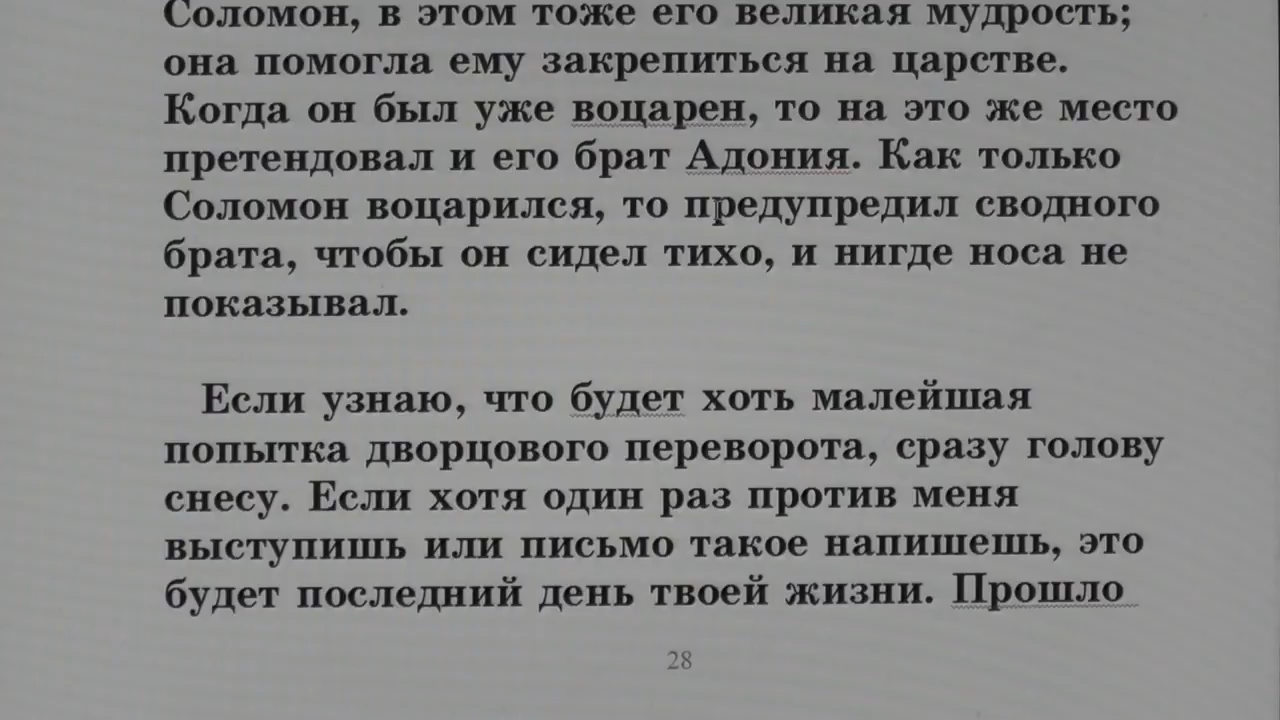 Соломон, в этом тоже его великая мудрость;
она помогла ему закрепиться на царстве.
Когда он был уже воцарен, то на это же место
претендовал и его брат Адония. Как только
Соломон воцарился, то предупредил сводного
брата, чтобы он сидел тихо, и нигде носа не
показывал.
Если узнаю, что будет хоть малейшая
попытка дворцового переворота, сразу голову
снесу. Если хотя один раз против меня
выступишь или письмо такое напишешь, это
будет последний день твоей жизни. Прошло
28